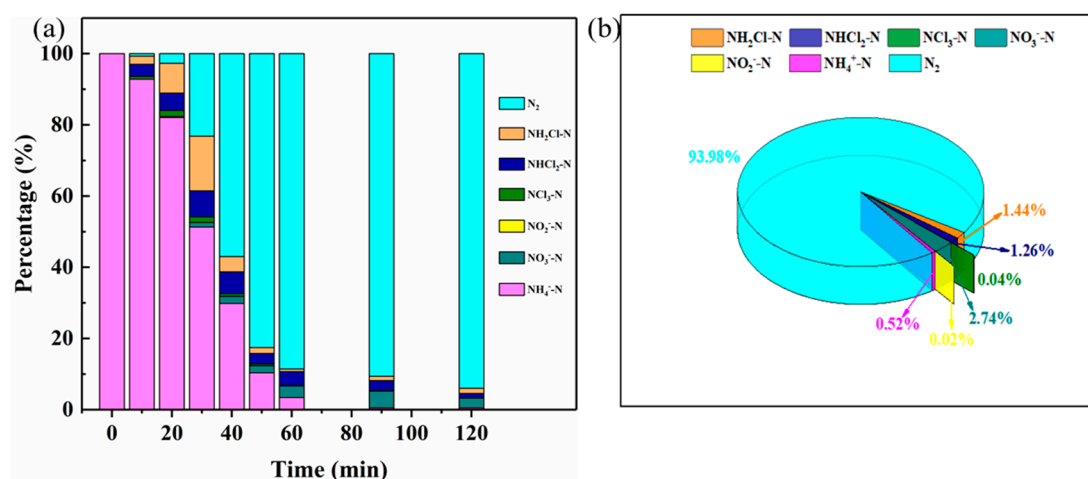 (a)
100
80
60
40
20
0
Percentage (%)
0 20 40 60 80 100 120
Time (min)
N₂
NH₂Cl-N
NHCl₂-N
NCl₃-N
NO₂⁻-N
NO₃⁻-N
NH₄⁻-N
(b)
NH₂Cl-N NHCl₂-N NCl₃-N NO₃⁻-N
NO₂⁻-N NH₄⁺-N N₂
93.98%
1.44%
1.26%
0.04%
2.74%
0.02%
0.52%